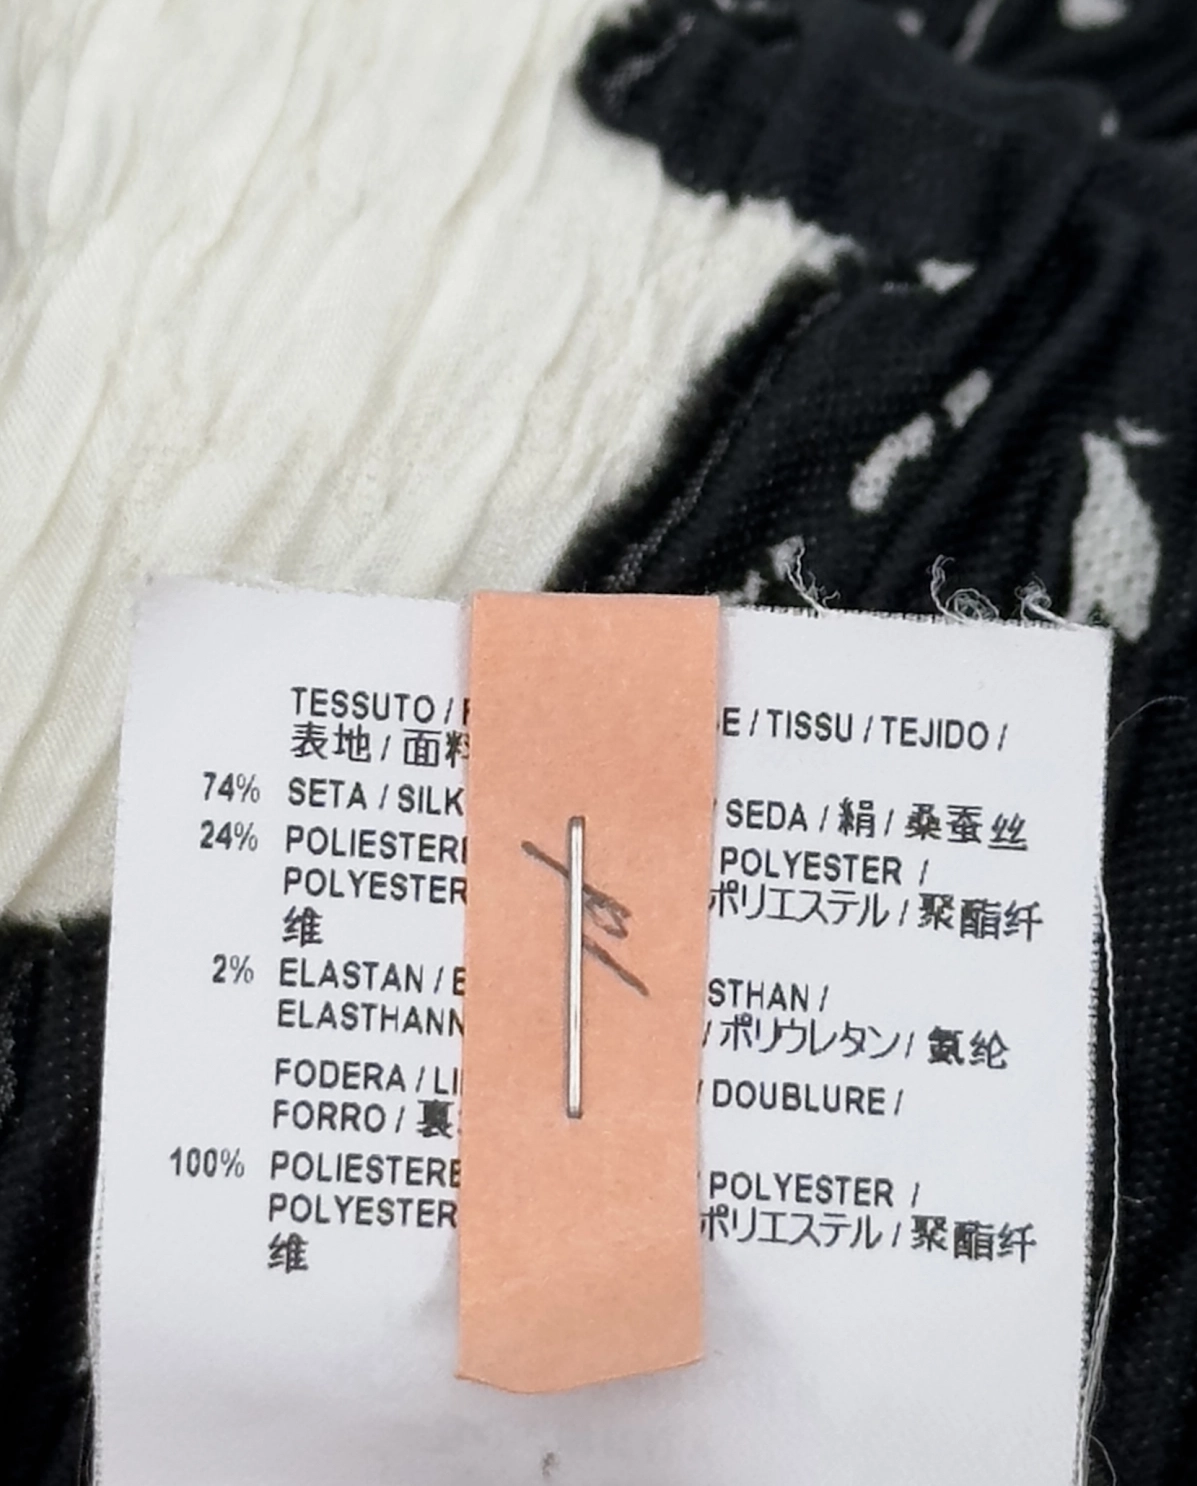 TESSUTO / / TISSU / TEJIDO /
表地 / 面料
74% SETA / SILK / SEDA / 絹 / 桑蚕丝
24% POLIESTERE POLYESTER /
POLYESTER ポリエステル / 聚酯纤
维
2% ELASTAN / STHAN /
ELASTHANN / ポリウレタン / 氨纶
FODERA / LI / DOUBLURE /
FORRO / 裏
100% POLIESTERE POLYESTER /
POLYESTER ポリエステル / 聚酯纤
维